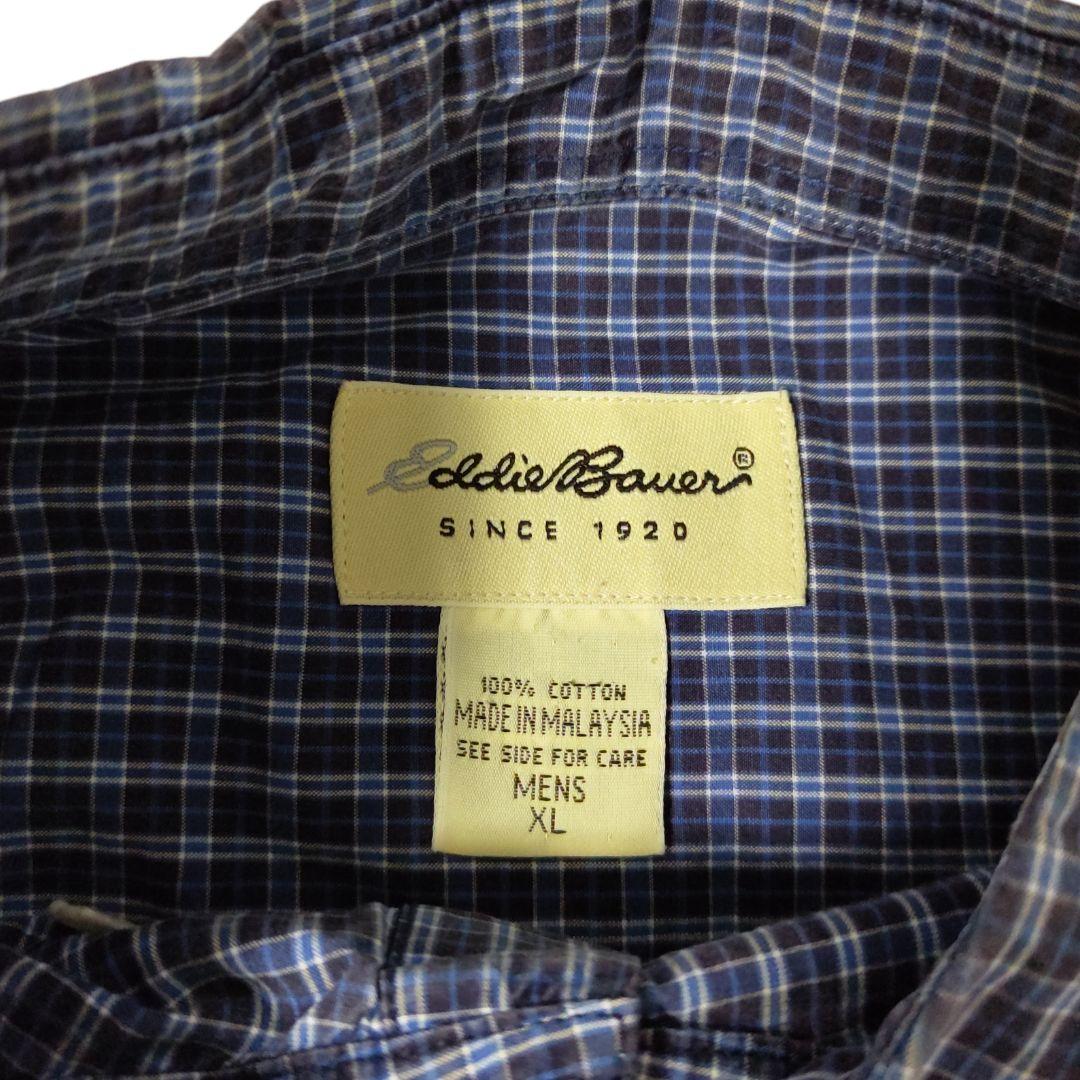 Eddie Bauer®
SINCE 1920
100% COTTON
MADE IN MALAYSIA
SEE SIDE FOR CARE
MENS
XL